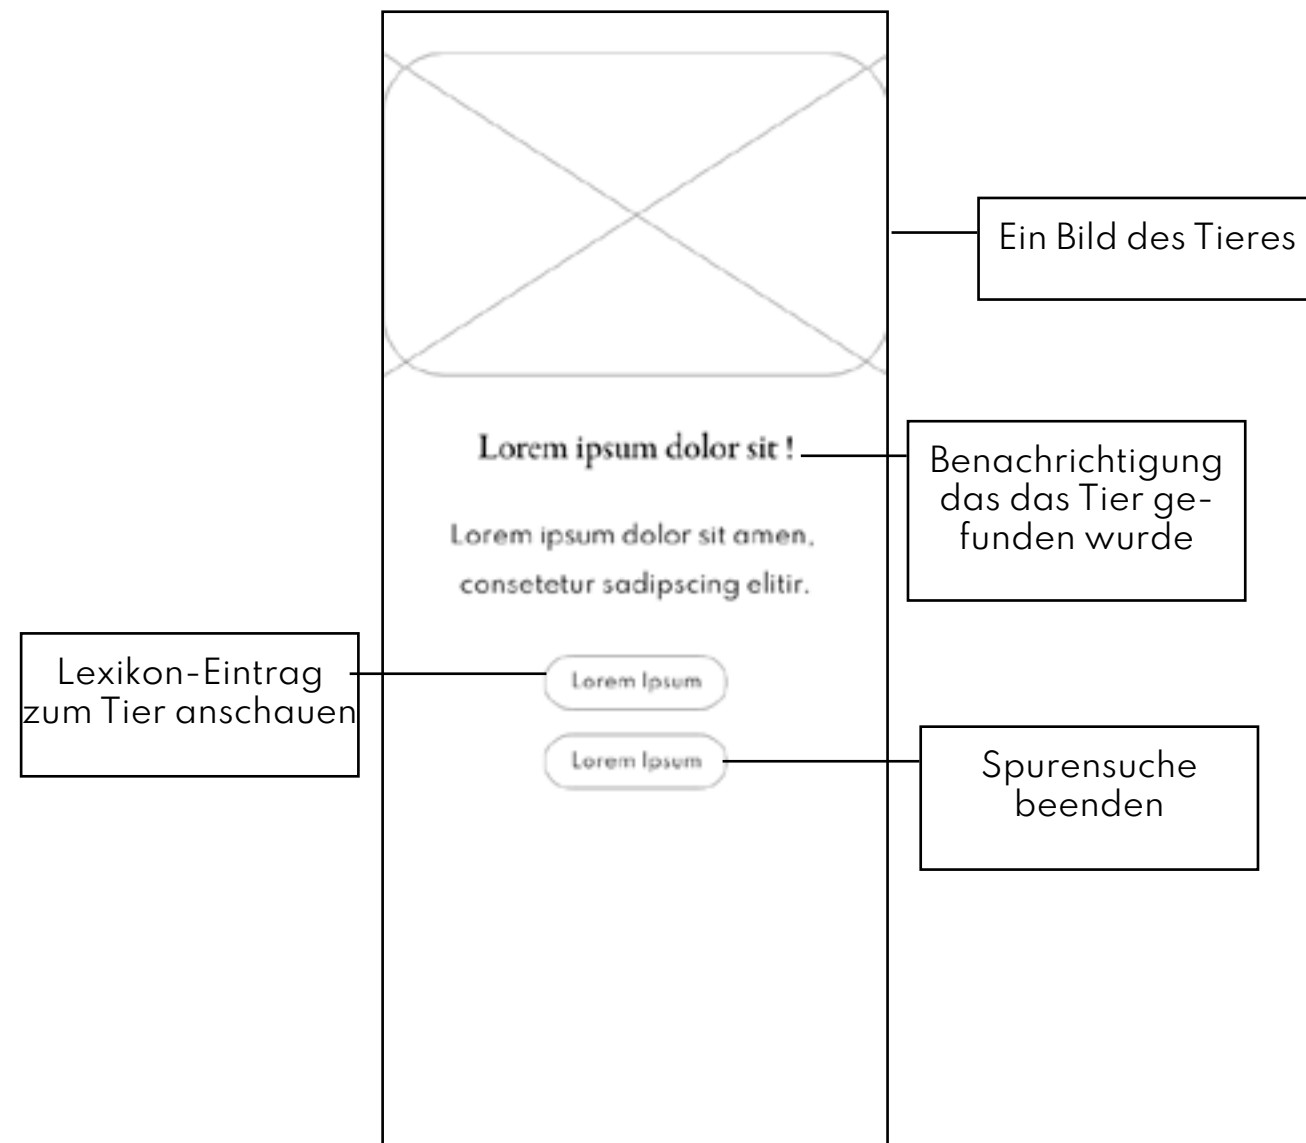 Ein Bild des Tieres
Lorem ipsum dolor sit !
Benachrichtigung
das das Tier ge-
funden wurde
Lorem ipsum dolor sit amen,
consetetur sadipscing elitir.
Lexikon-Eintrag
zum Tier anschauen
Lorem Ipsum
Lorem Ipsum
Spurensuche
beenden